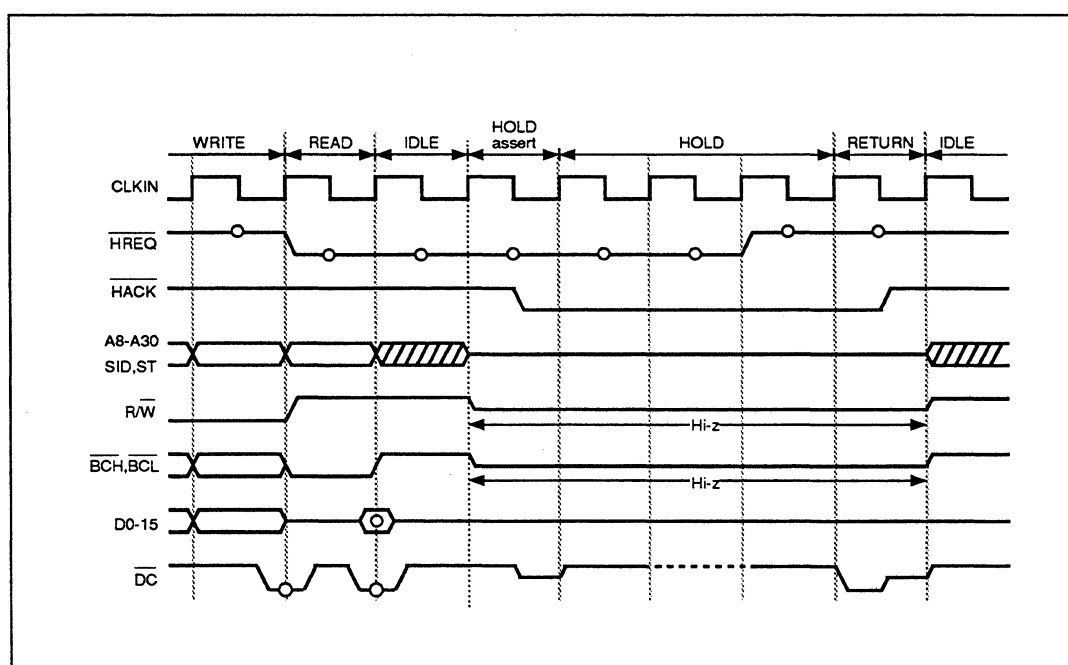 WRITE READ IDLE HOLD assert HOLD RETURN IDLE
CLKIN
HREQ
HACK
A8-A30
SID,ST
R/W
Hi-z
BCH,BCL
Hi-z
D0-15
DC